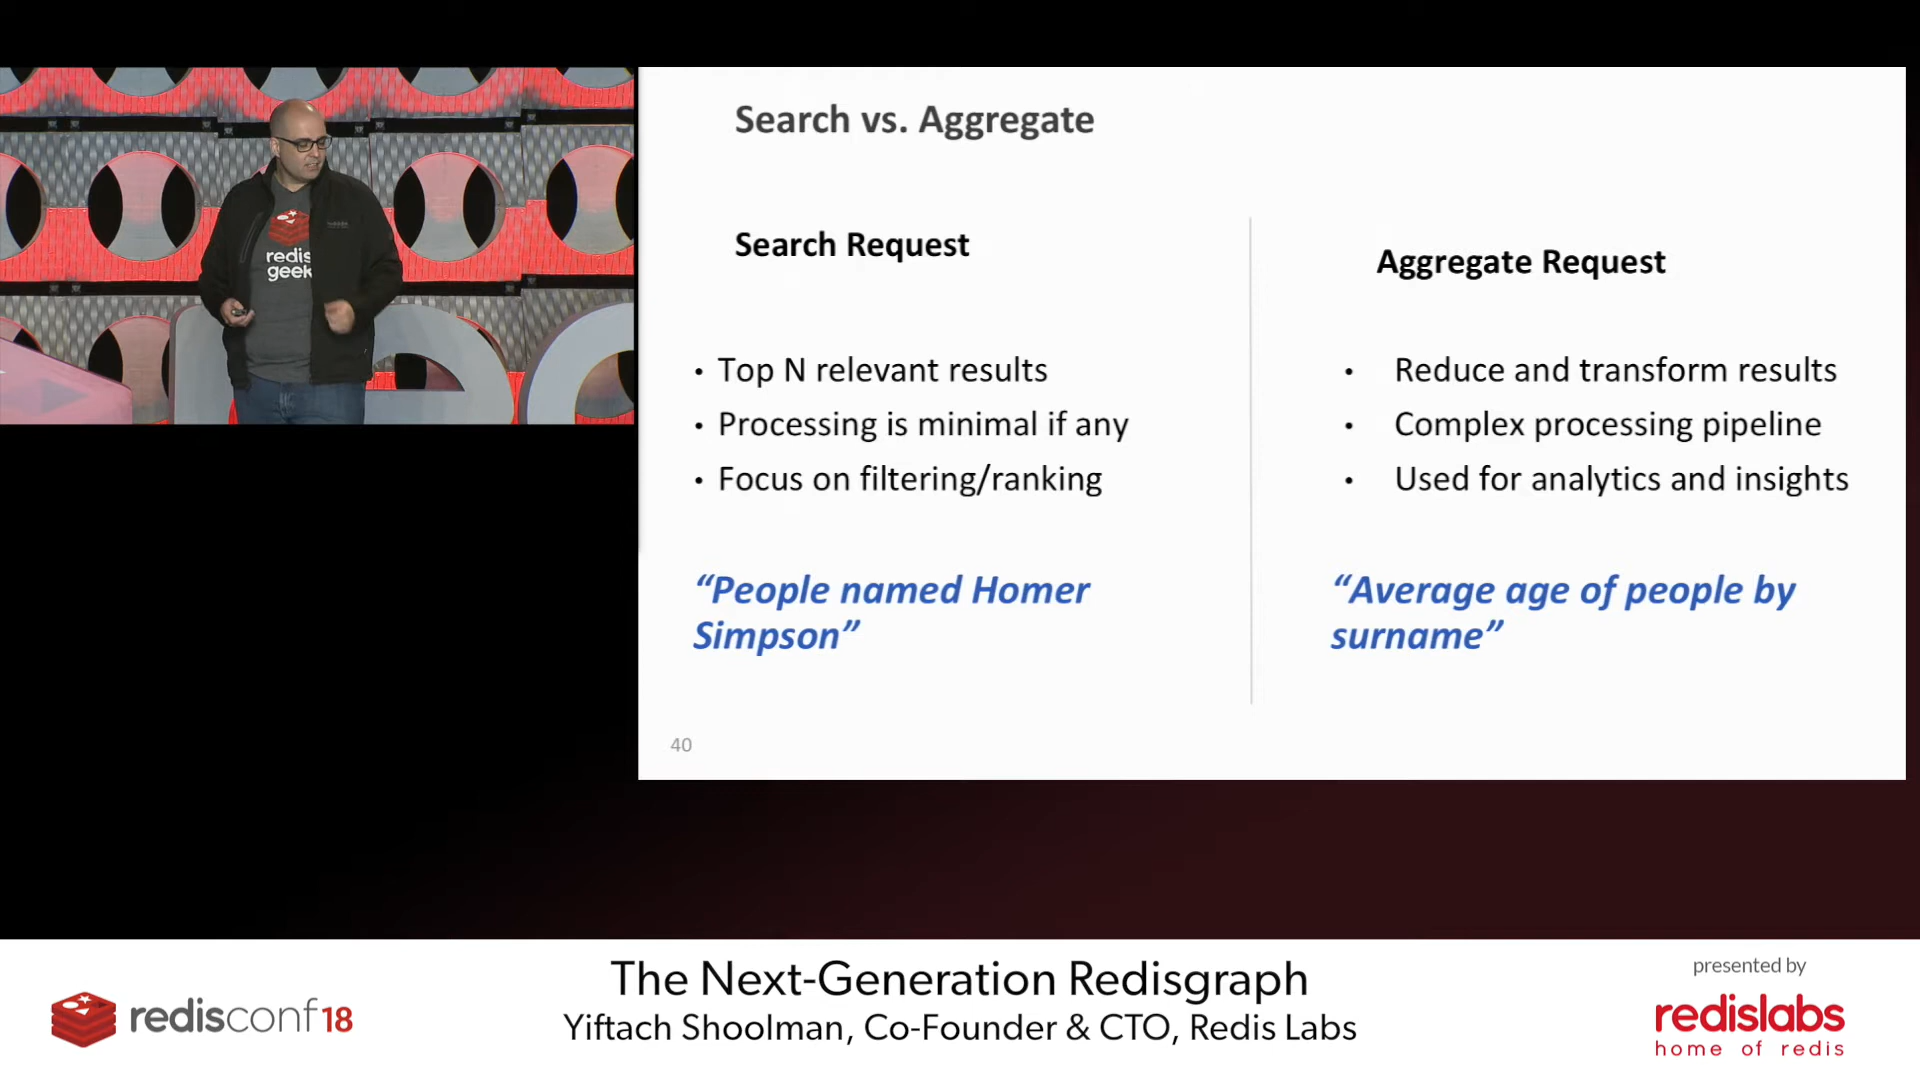 redis
geek
Search vs. Aggregate
Search Request
Top N relevant results
Processing is minimal if any
Focus on filtering/ranking
“People named Homer
Simpson”
Aggregate Request
Reduce and transform results
Complex processing pipeline
Used for analytics and insights
“Average age of people by
surname”
40
redisconf18
The Next-Generation Redisgraph
Yiftach Shoolman, Co-Founder & CTO, Redis Labs
presented by
redislabs
home of redis